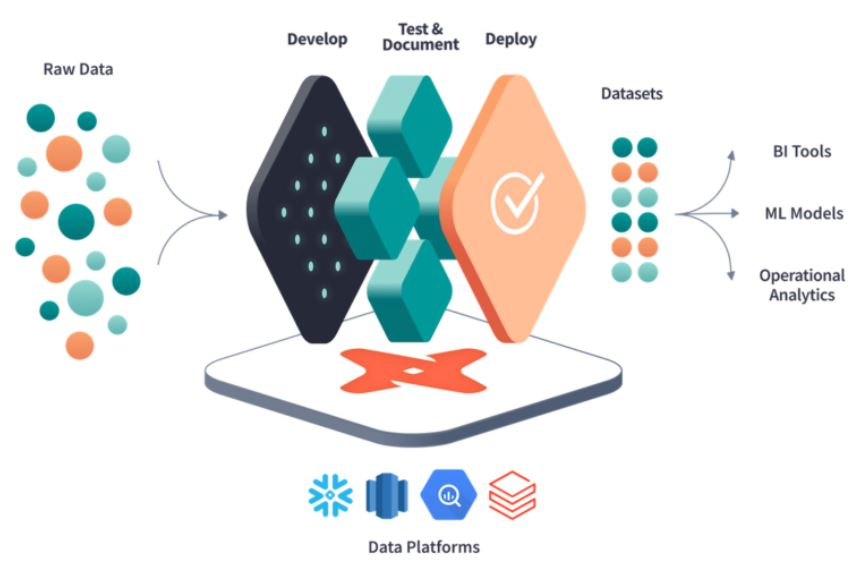 Develop
Test &
Document
Deploy
Raw Data
Datasets
BI Tools
ML Models
Operational
Analytics
Data Platforms